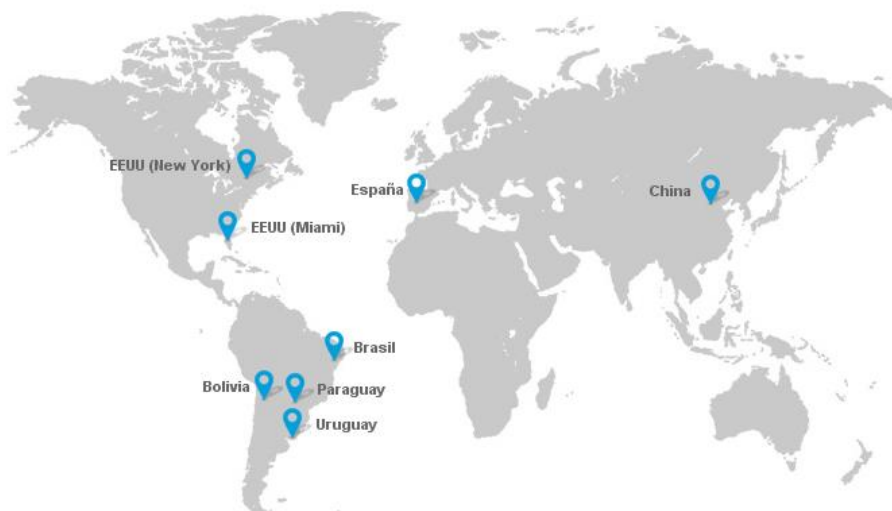 EEUU (New York)
España
China
EEUU (Miami)
Brasil
Bolivia
Paraguay
Uruguay